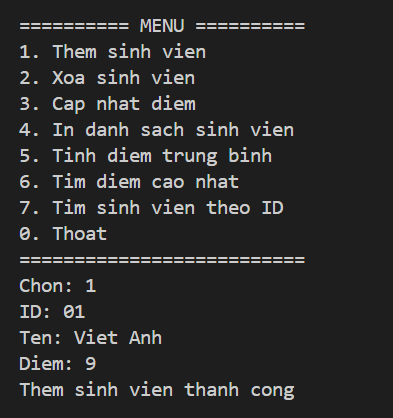 ========== MENU ==========
1. Them sinh vien
2. Xoa sinh vien
3. Cap nhat diem
4. In danh sach sinh vien
5. Tinh diem trung binh
6. Tim diem cao nhat
7. Tim sinh vien theo ID
0. Thoat
==========================
Chon: 1
ID: 01
Ten: Viet Anh
Diem: 9
Them sinh vien thanh cong